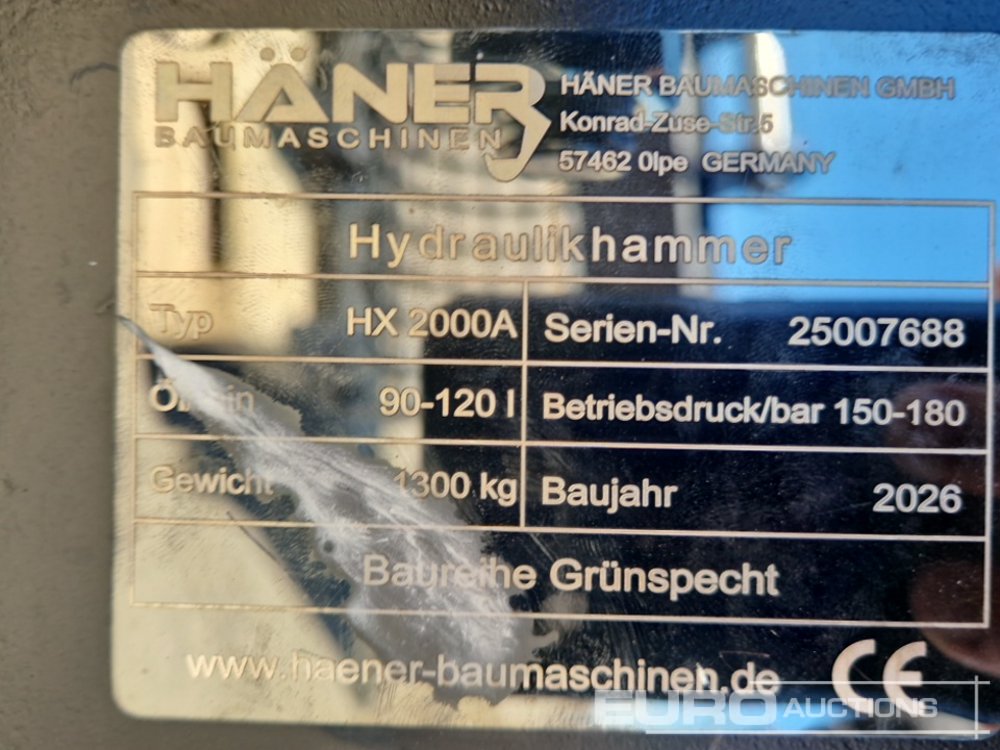 HÄNER
BAUMASCHINEN
HÄNER BAUMASCHINEN GMBH
Konrad-Zuse-Str.5
57462 Olpe GERMANY
Hydraulikhammer
Typ HX 2000A Serien-Nr. 25007688
90-120 l Betriebsdruck/bar 150-180
Gewicht 1300 kg Baujahr 2026
Baureihe Grünspecht
www.haener-baumaschinen.de CE
EURO AUCTIONS